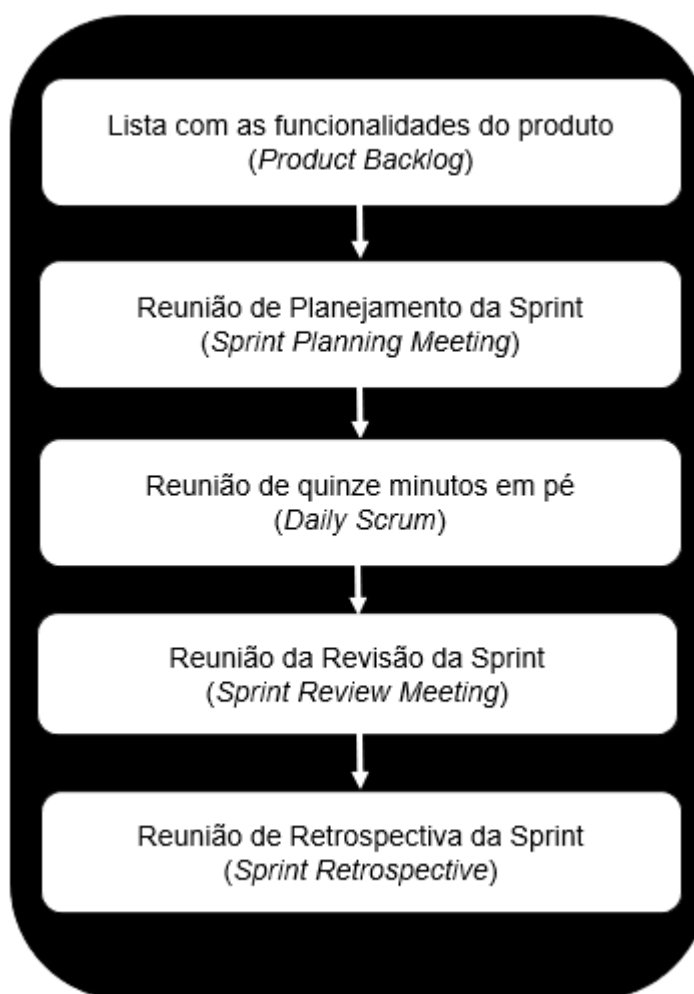 Lista com as funcionalidades do produto
(Product Backlog)
Reunião de Planejamento da Sprint
(Sprint Planning Meeting)
Reunião de quinze minutos em pé
(Daily Scrum)
Reunião da Revisão da Sprint
(Sprint Review Meeting)
Reunião de Retrospectiva da Sprint
(Sprint Retrospective)